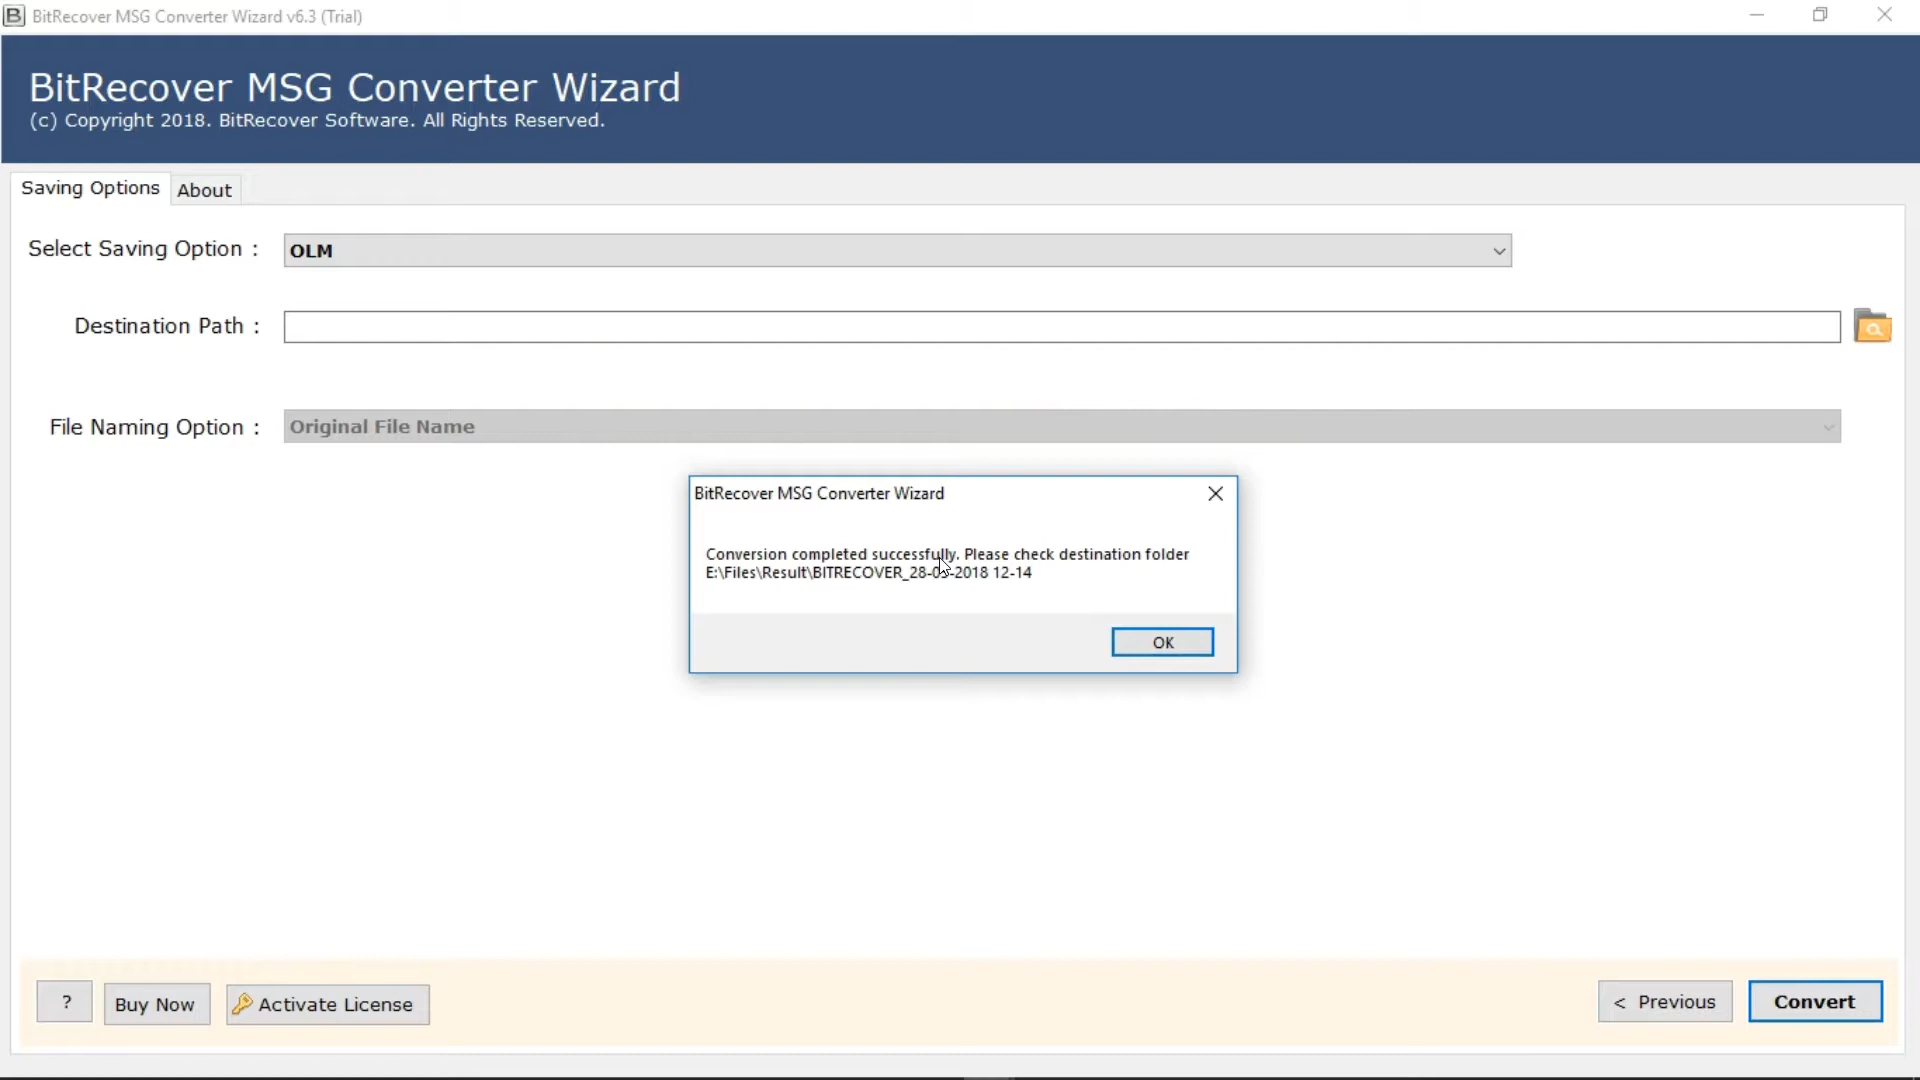 BitRecover MSG Converter Wizard v6.3 (Trial)
BitRecover MSG Converter Wizard
(c) Copyright 2018. BitRecover Software. All Rights Reserved.
Saving Options
About
Select Saving Option :
OLM
Destination Path :
File Naming Option :
Original File Name
BitRecover MSG Converter Wizard
Conversion completed successfully. Please check destination folder
E:\Files\Result\BITRECOVER_28-05-2018 12-14
OK
?
Buy Now
Activate License
< Previous
Convert